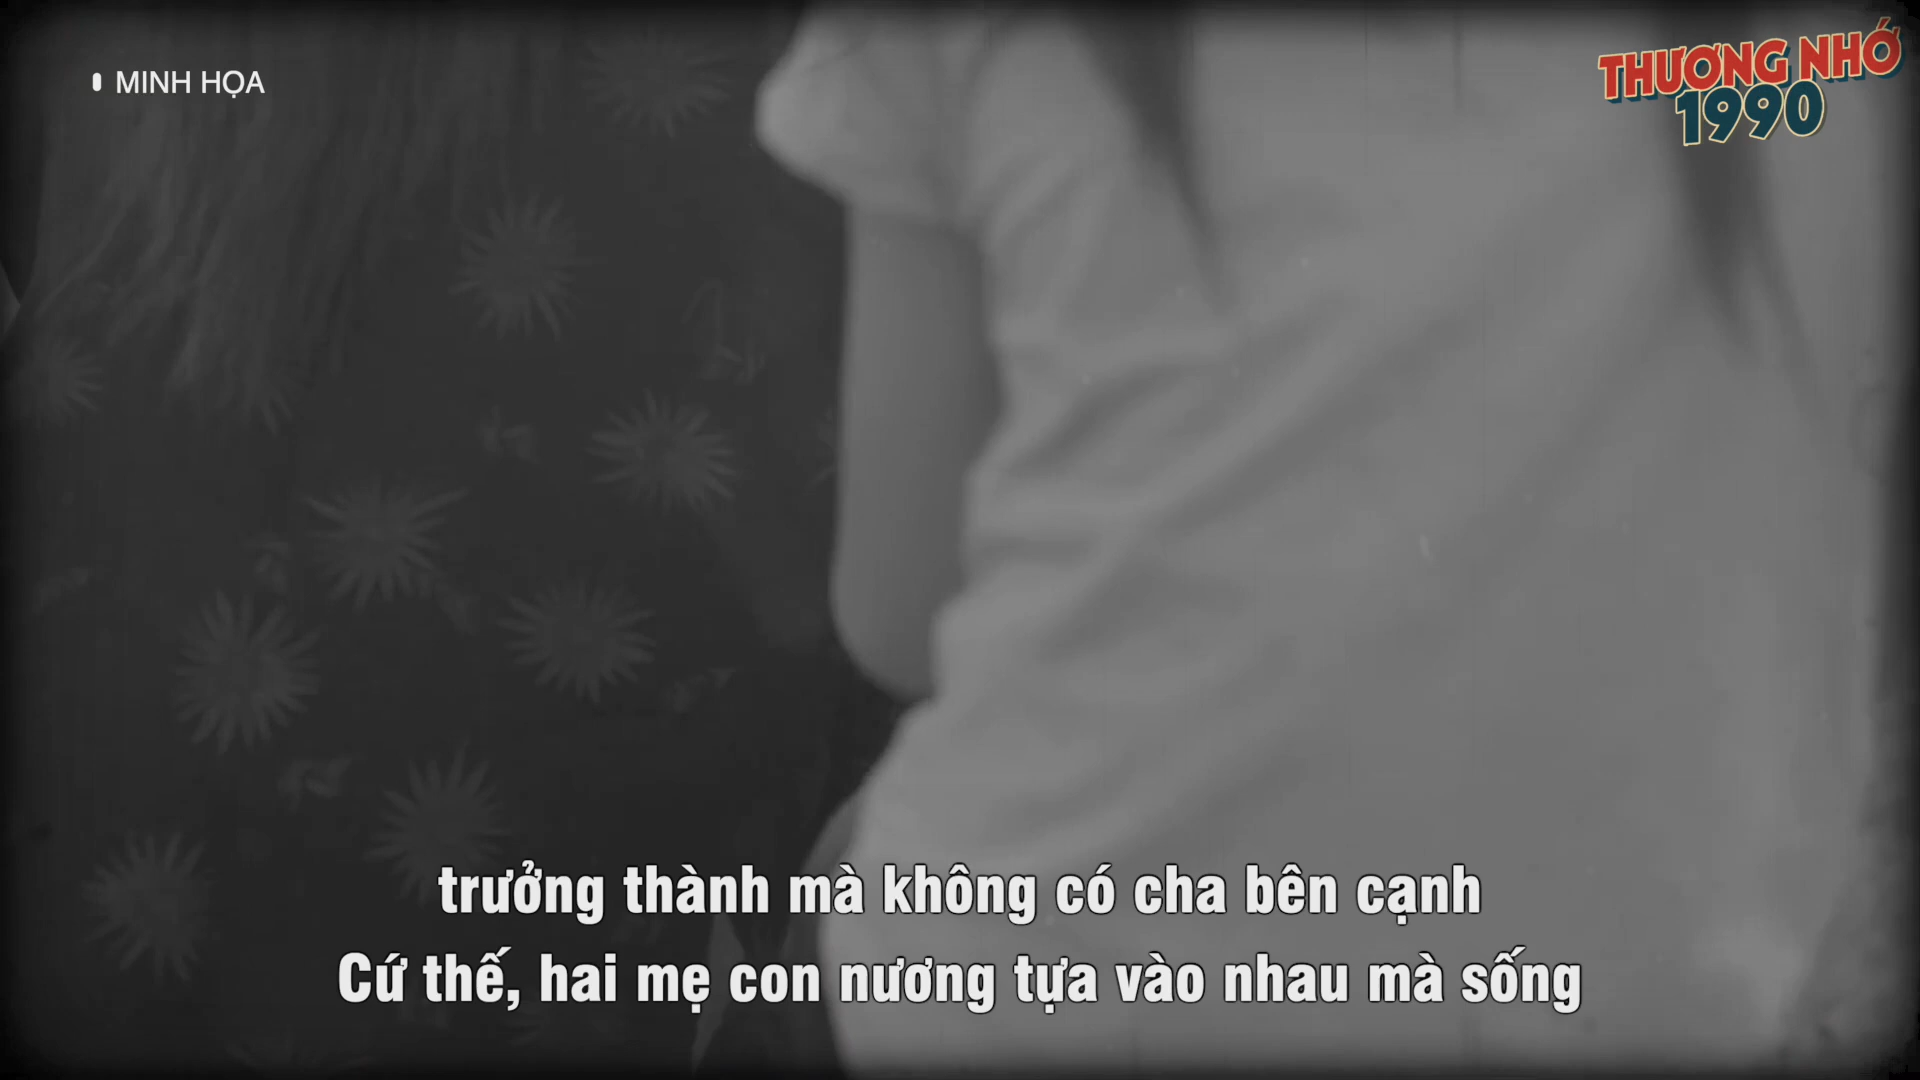 MINH HỌA
THƯƠNG NHỚ
1990
trưởng thành mà không có cha bên cạnh
Cứ thế, hai mẹ con nương tựa vào nhau mà sống